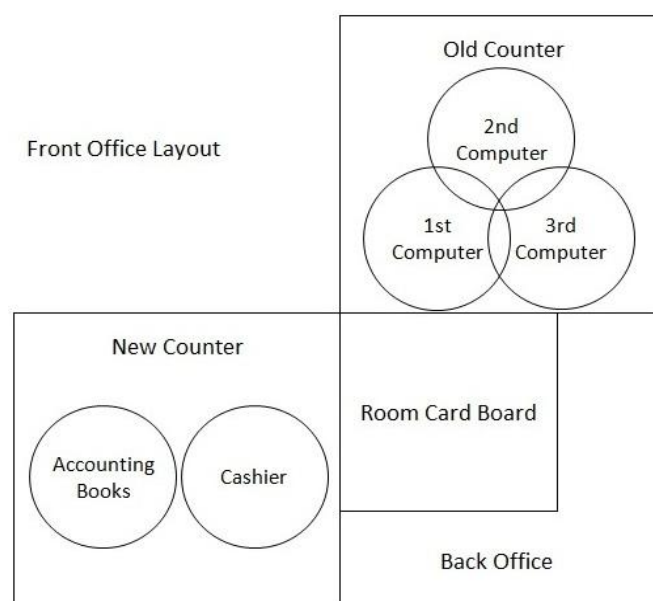 Old Counter
2nd
Computer
Front Office Layout
1st
Computer
3rd
Computer
New Counter
Room Card Board
Accounting
Books
Cashier
Back Office